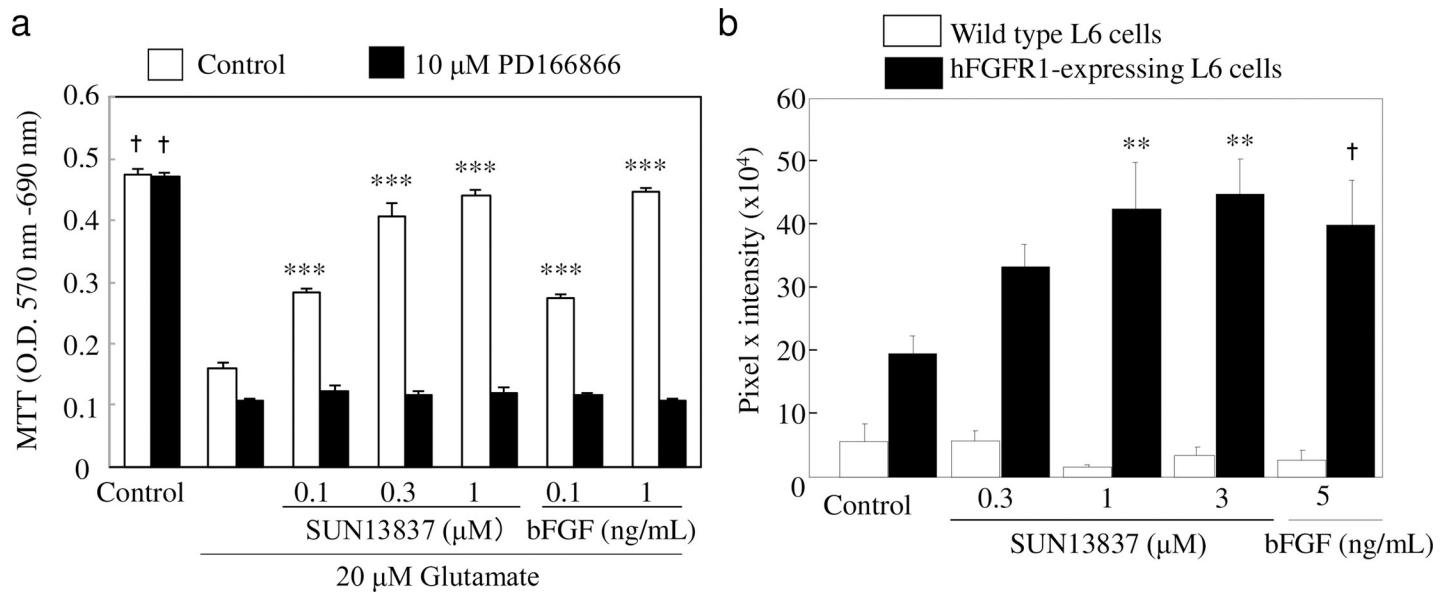 a
Control
10 μM PD166866
MTT (O.D. 570 nm -690 nm)
0.6
0.5
0.4
0.3
0.2
0.1
0
† †
***
***
***
***
***
Control
0.1 0.3 1 0.1 1
SUN13837 (μM) bFGF (ng/mL)
20 μM Glutamate
b
Wild type L6 cells
hFGFR1-expressing L6 cells
Pixel x intensity (x10⁴)
60
50
40
30
20
10
0
**
**
†
Control
0.3 1 3 5
SUN13837 (μM) bFGF (ng/mL)